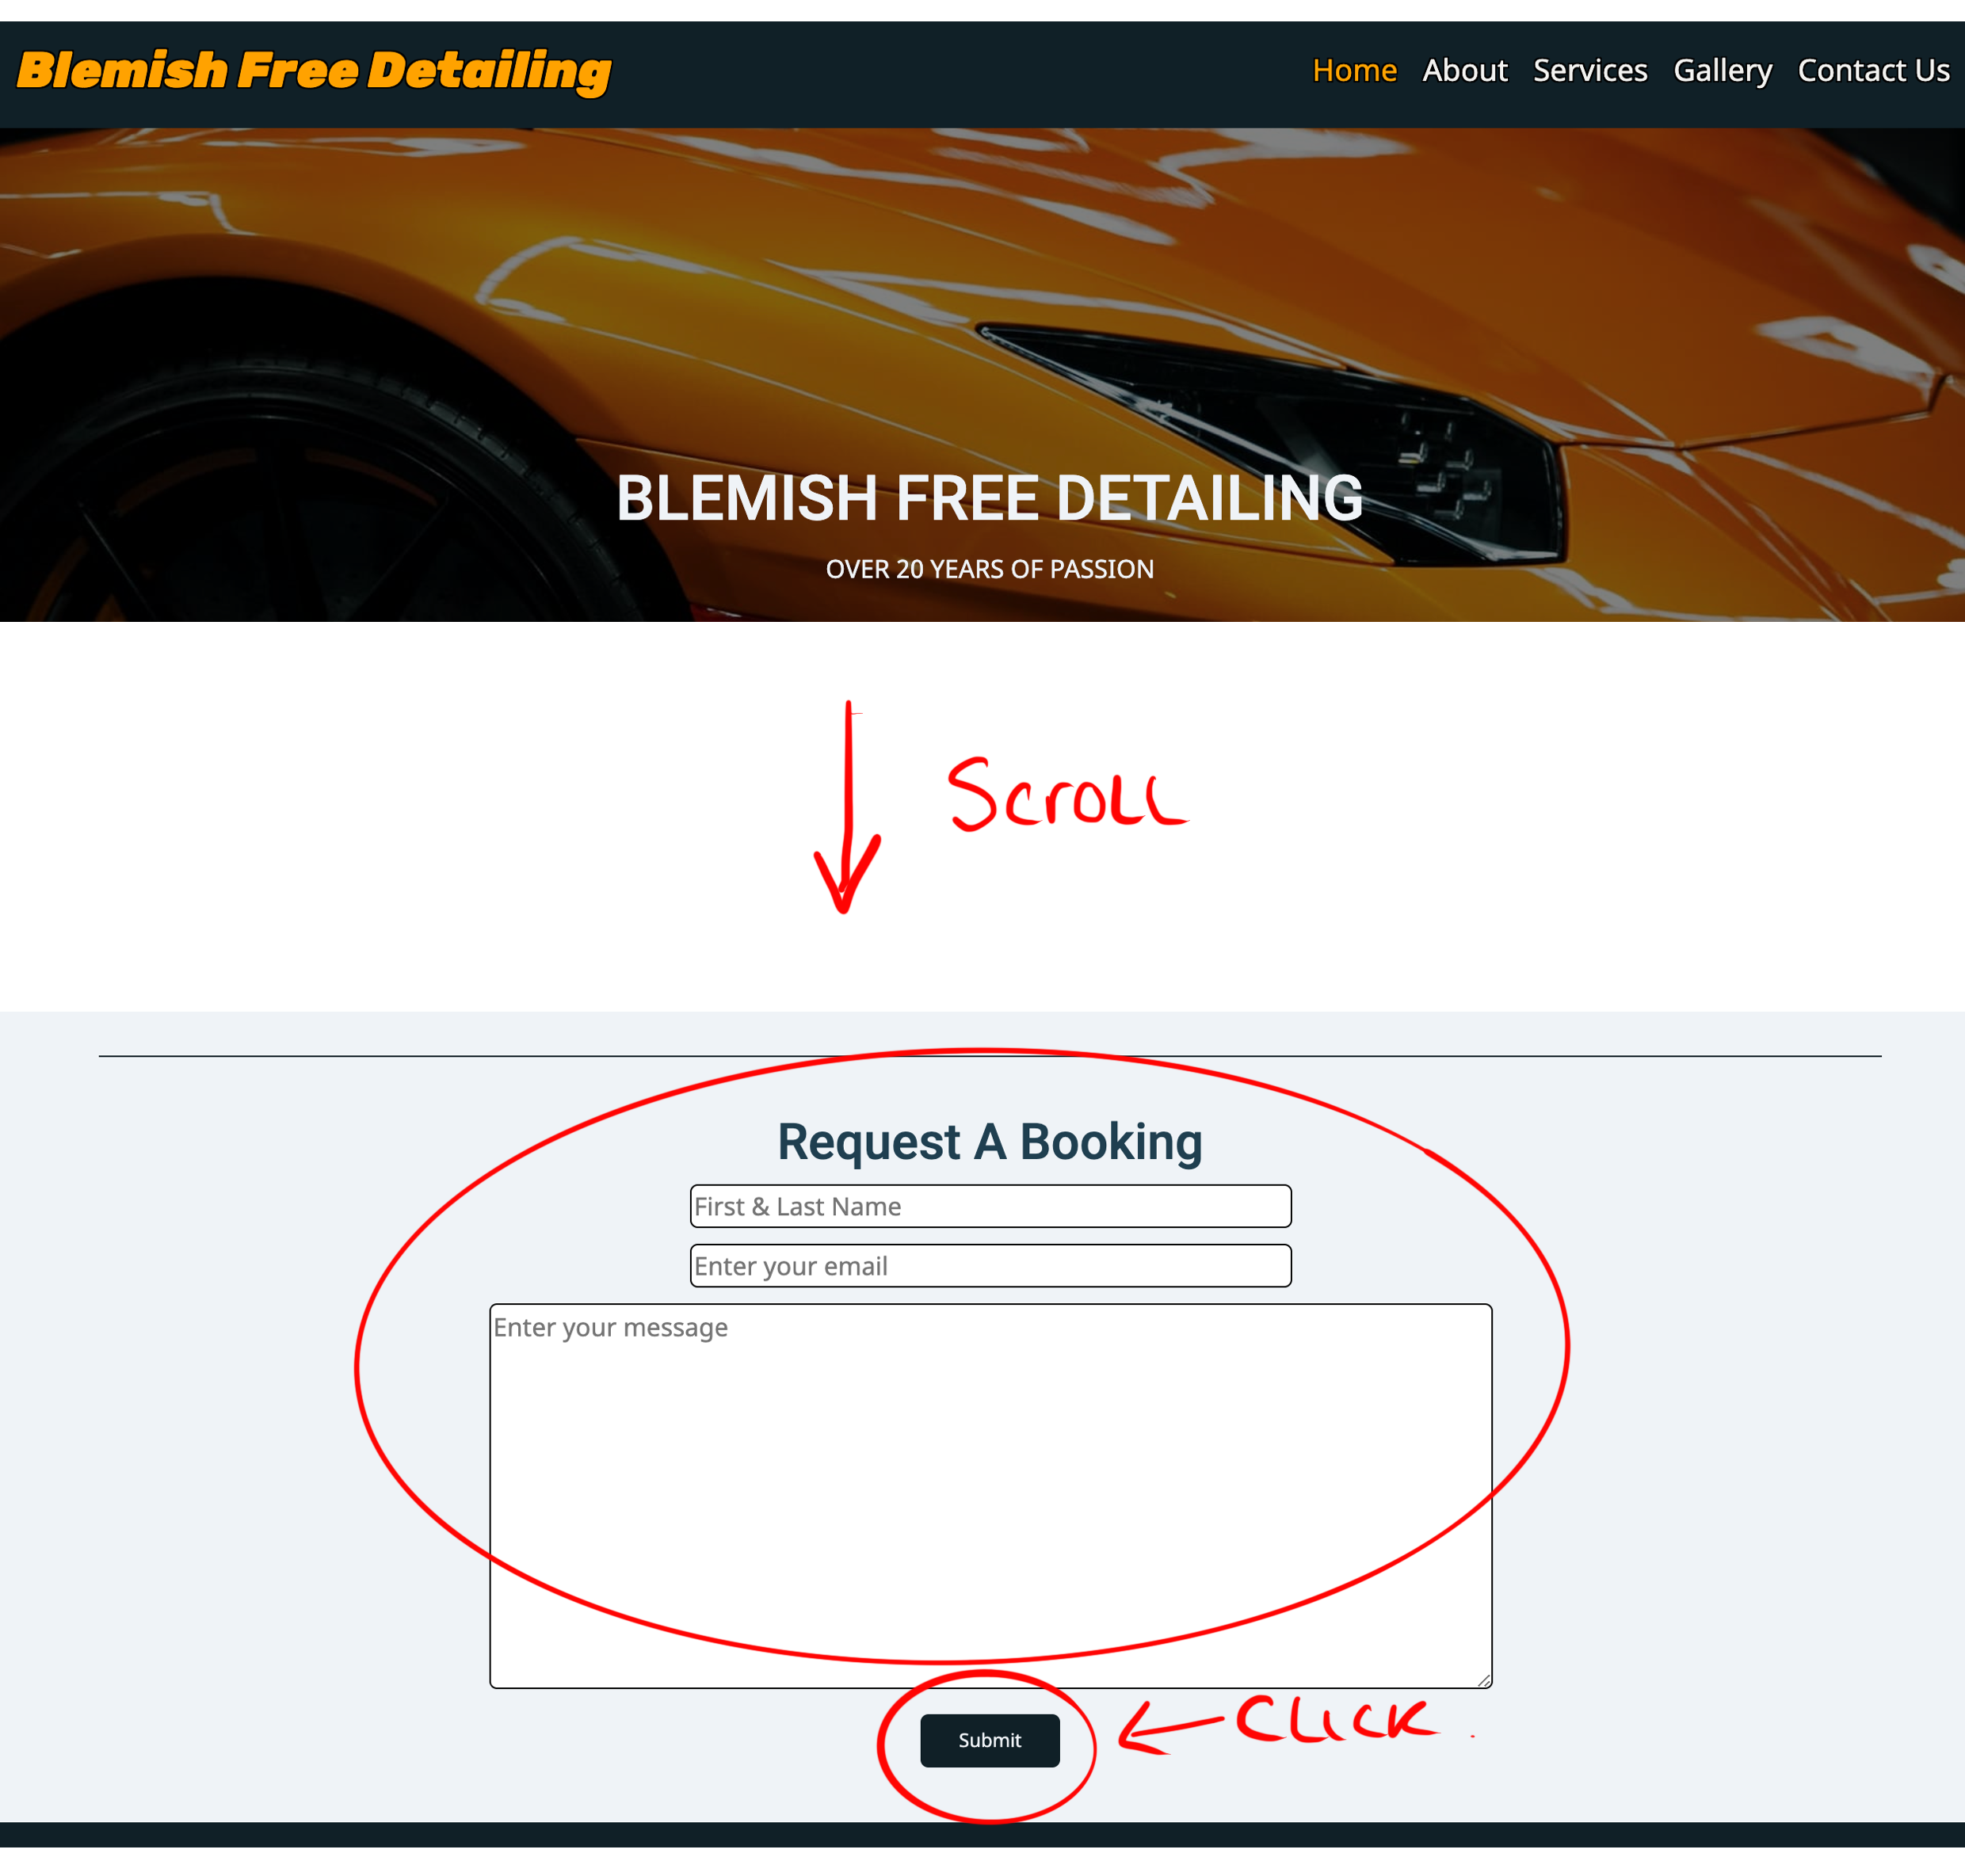 Blemish Free Detailing
Home About Services Gallery Contact Us
BLEMISH FREE DETAILING
OVER 20 YEARS OF PASSION
Scroll
Request A Booking
First & Last Name
Enter your email
Enter your message
Submit
CLICK.